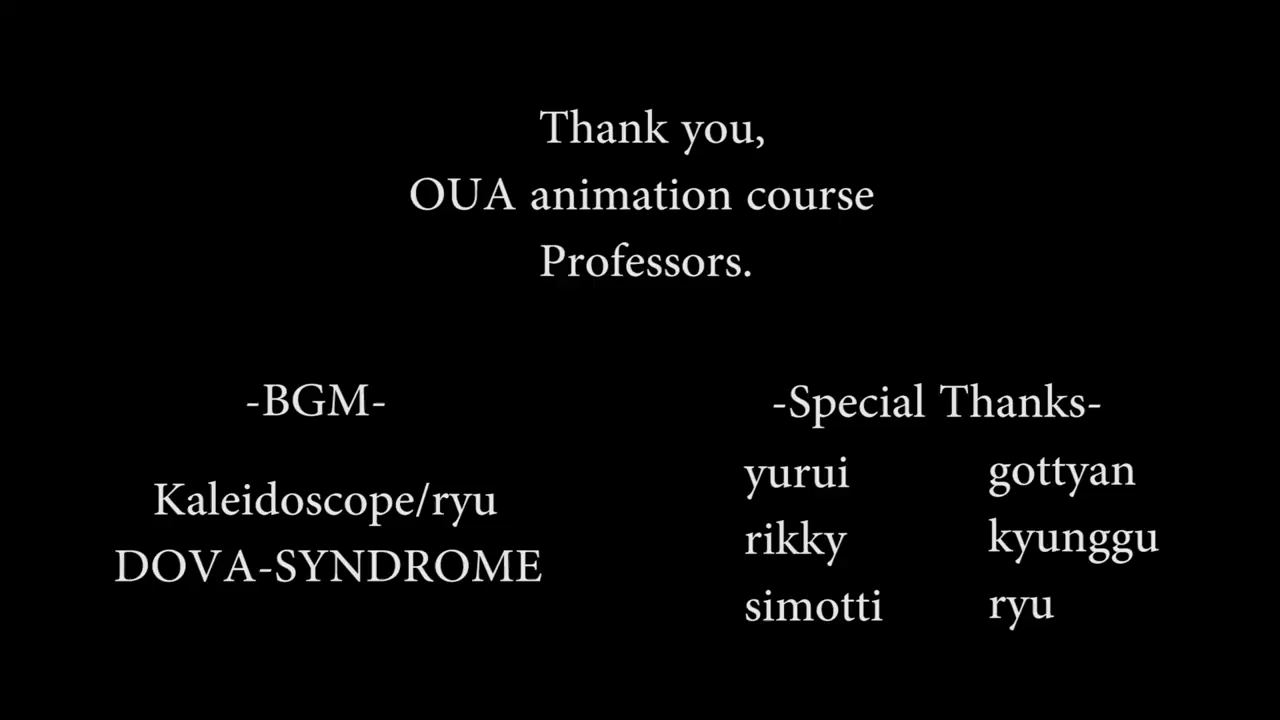 Thank you,
OUA animation course
Professors.
-BGM-
Kaleidoscope/ryu
DOVA-SYNDROME
-Special Thanks-
yurui gottyan
rikky kyunggu
simotti ryu